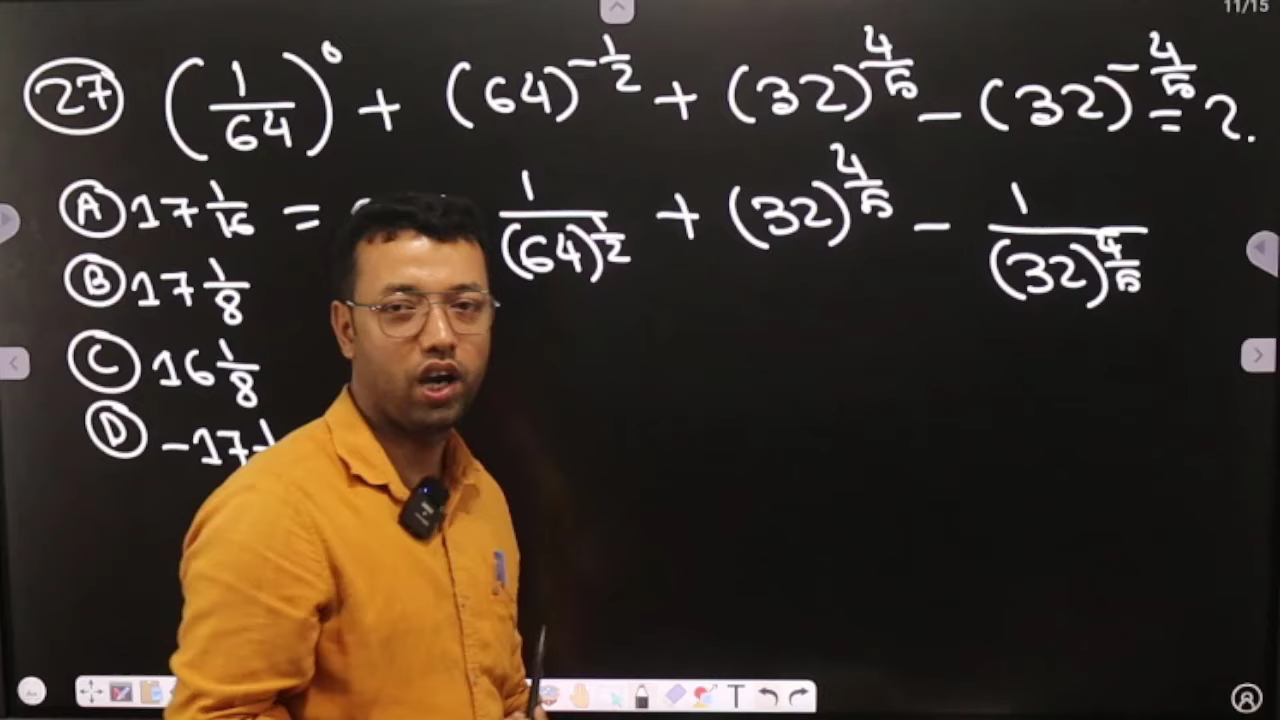 11/15
27 (1/64)^0 + (64)^{-1/2} + (32)^{4/5} - (32)^{-4/5} = ?
A 17 1/16 = 1/(64)^{1/2} + (32)^{4/5} - 1/(32)^{4/5}
B 17 1/8
C 16 1/8
D -17 1
T